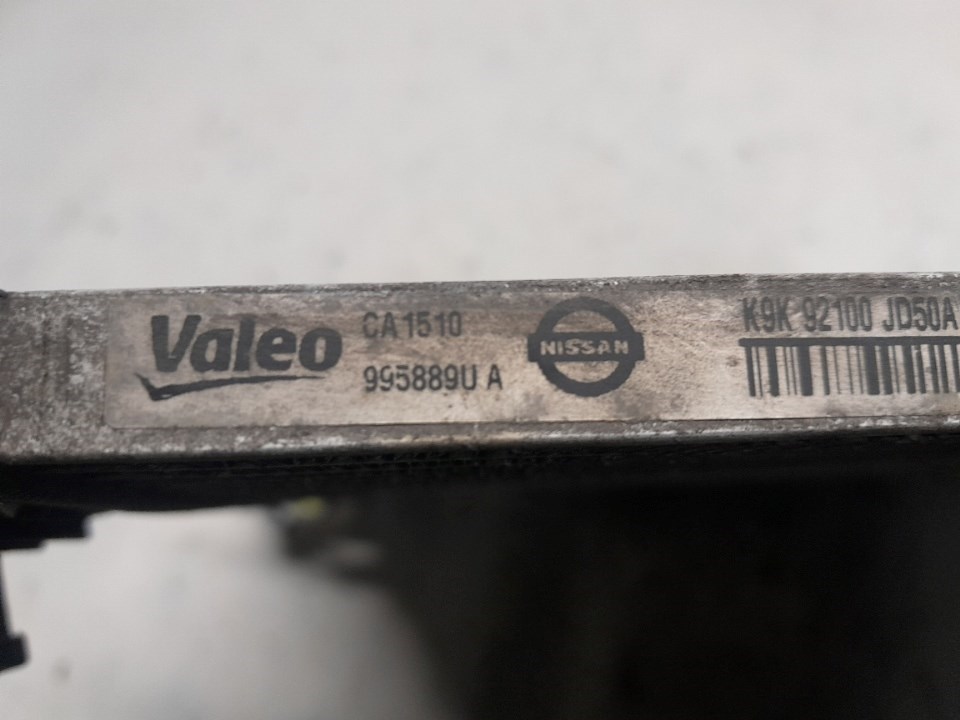 Valeo
CA1510
995889U A
NISSAN
K9K 92100 JD50A